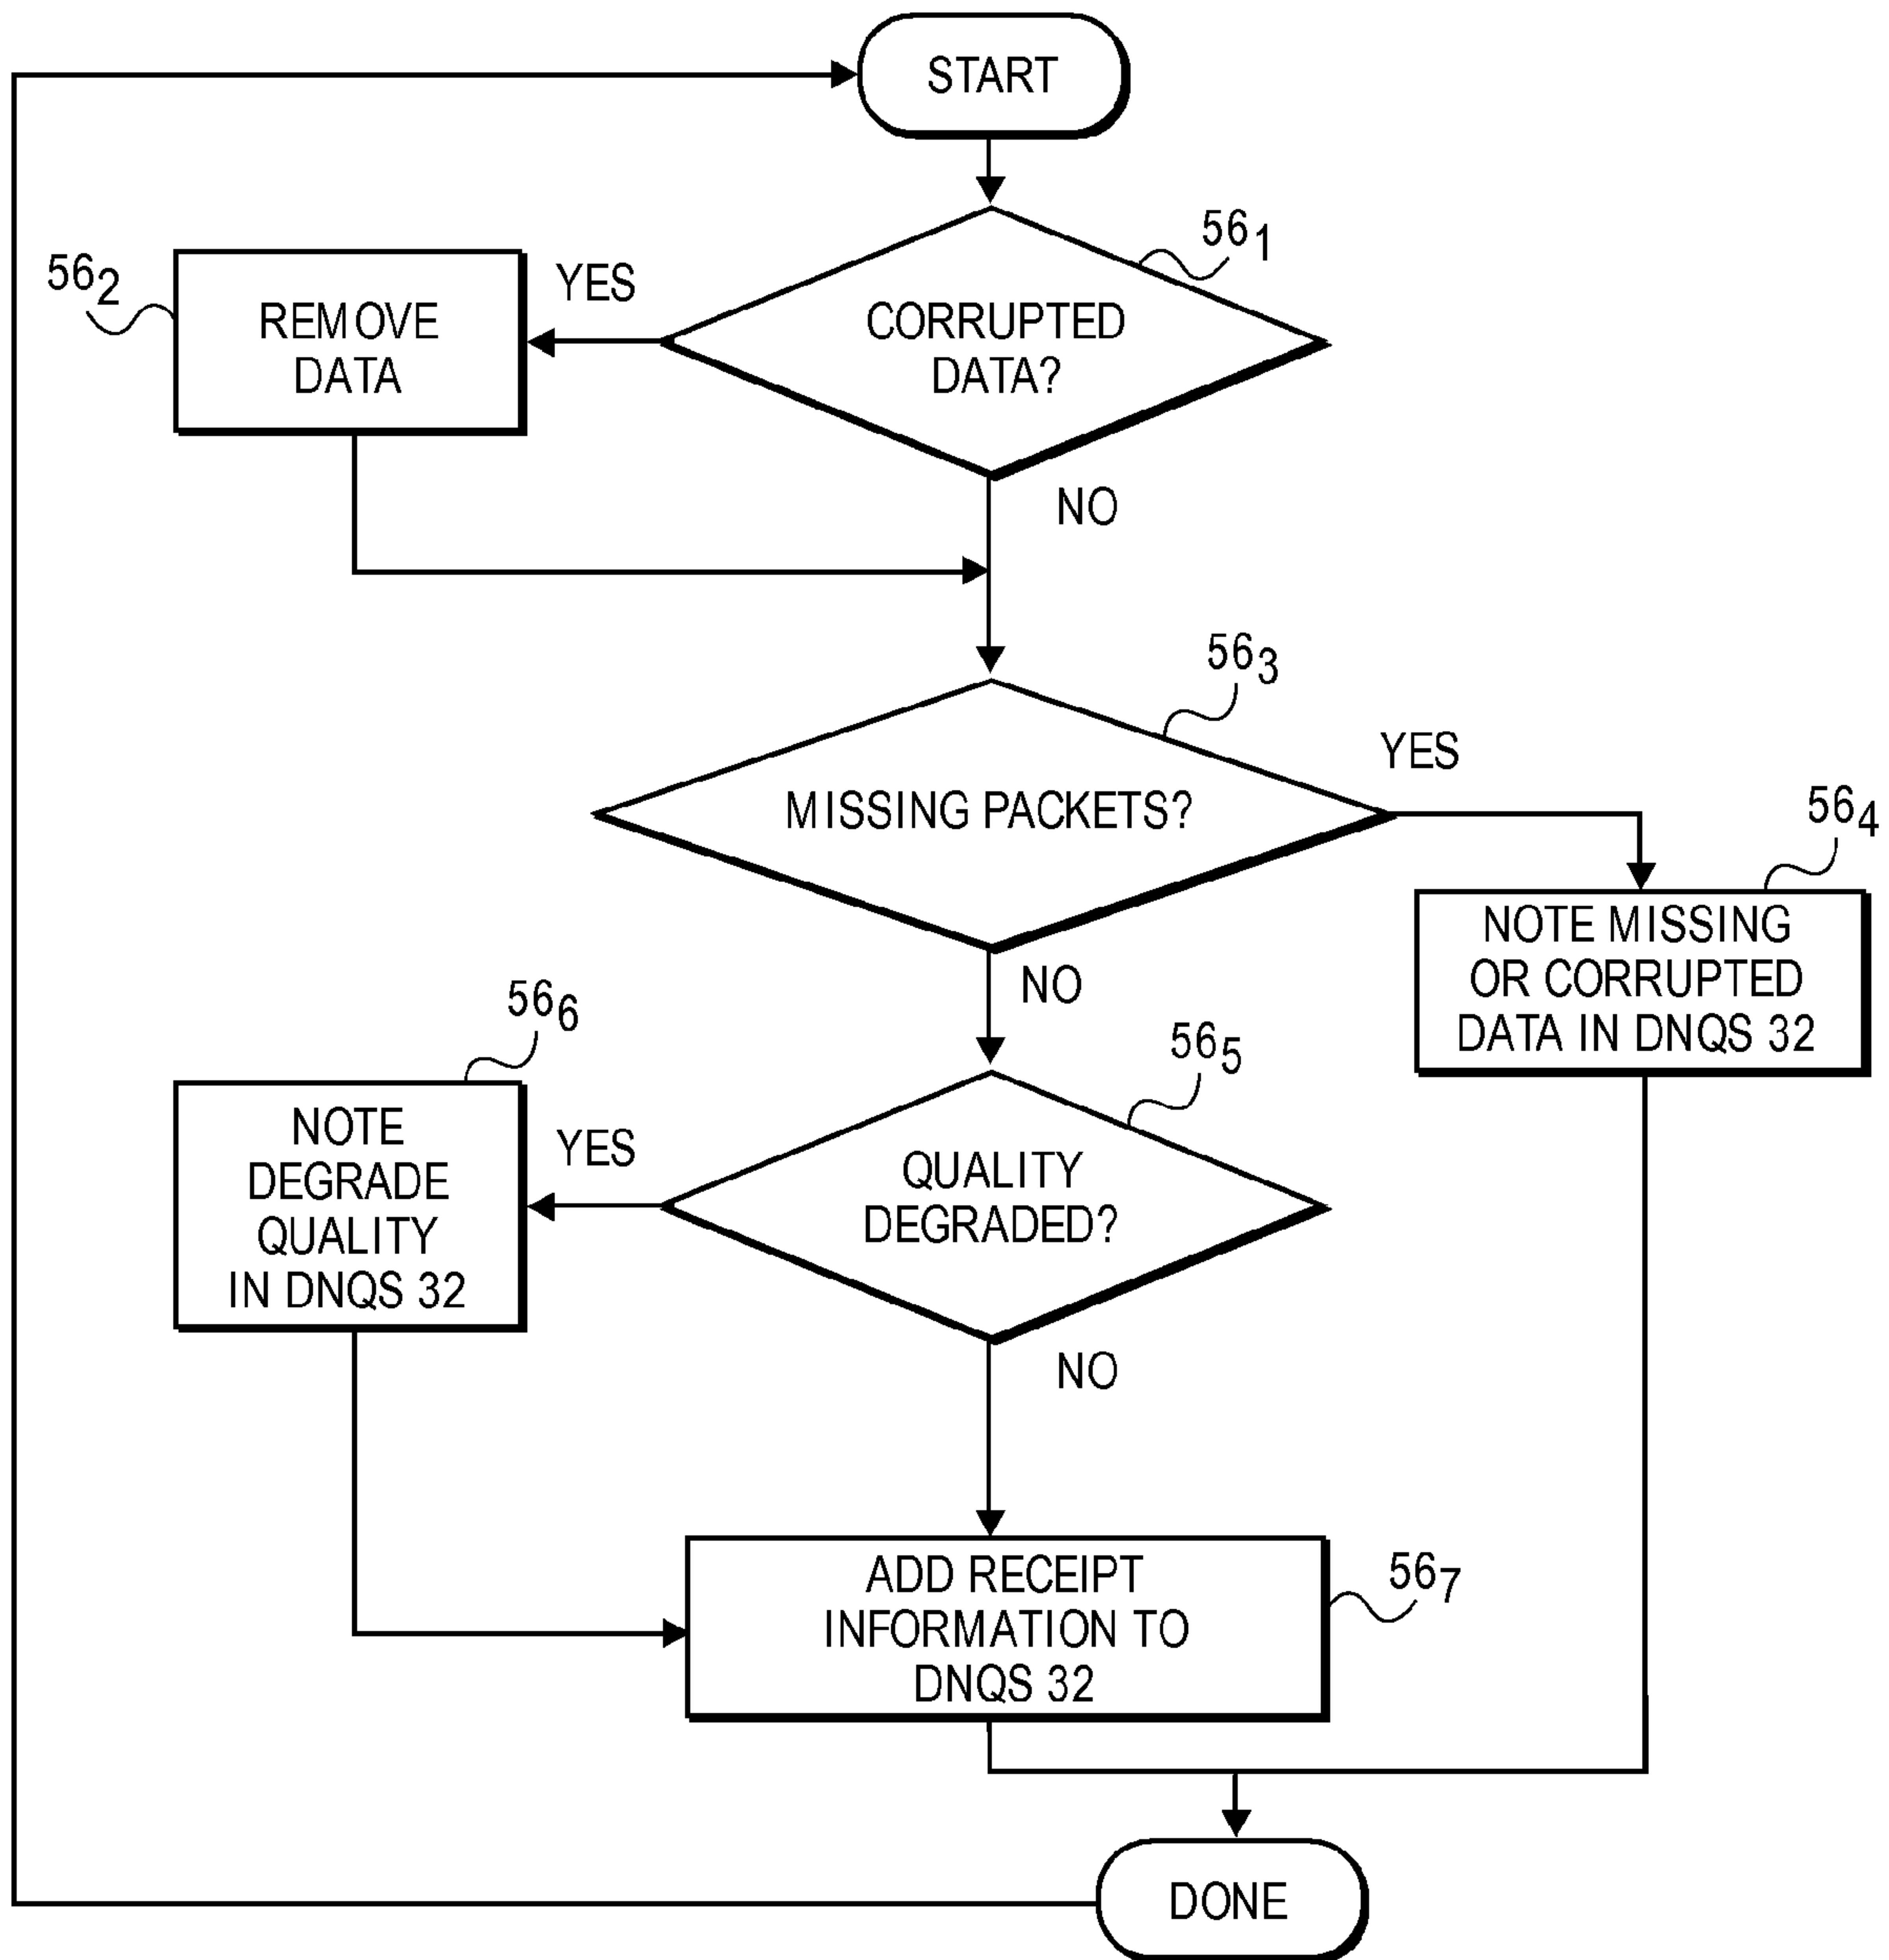 START
56₁
CORRUPTED
DATA?
YES
56₂
REMOVE
DATA
NO
56₃
MISSING PACKETS?
YES
56₄
NOTE MISSING
OR CORRUPTED
DATA IN DNQS 32
NO
56₅
QUALITY
DEGRADED?
YES
56₆
NOTE
DEGRADE
QUALITY
IN DNQS 32
NO
56₇
ADD RECEIPT
INFORMATION TO
DNQS 32
DONE